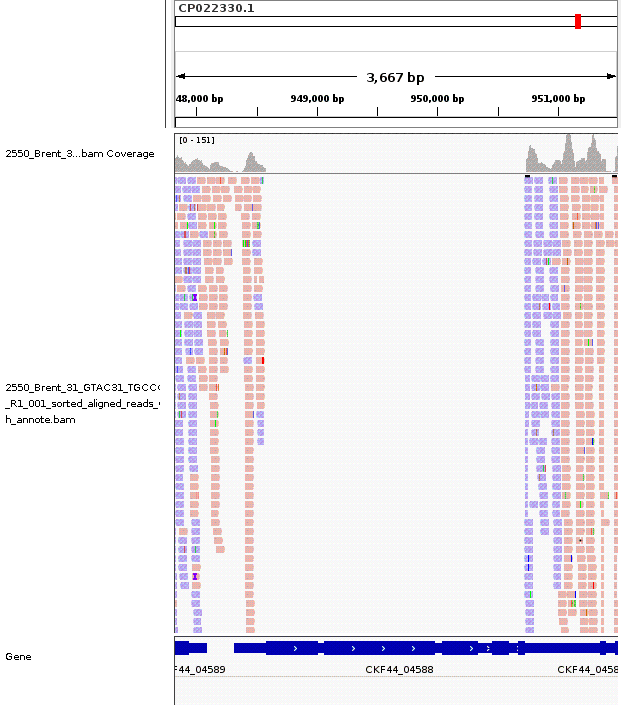 CP022330.1
3,667 bp
48,000 bp 949,000 bp 950,000 bp 951,000 bp
[0 - 151]
2550_Brent_3...bam Coverage
2550_Brent_31_GTAC31_TGCCC
_R1_001_sorted_aligned_reads_
h_annote.bam
Gene
F44_04589 CKF44_04588 CKF44_0458